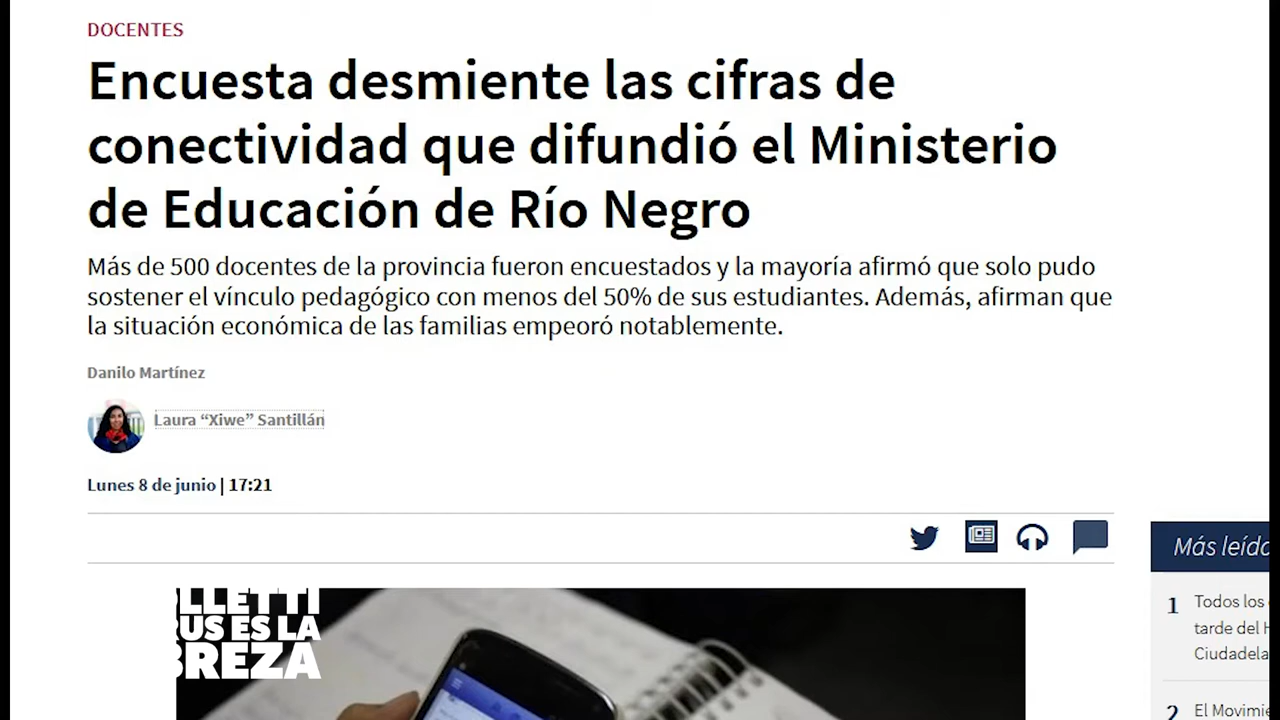 DOCENTES
Encuesta desmiente las cifras de
conectividad que difundió el Ministerio
de Educación de Río Negro
Más de 500 docentes de la provincia fueron encuestados y la mayoría afirmó que solo pudo
sostener el vínculo pedagógico con menos del 50% de sus estudiantes. Además, afirman que
la situación económica de las familias empeoró notablemente.
Danilo Martínez
Laura “Xiwe” Santillán
Lunes 8 de junio | 17:21
Más leído
1 Todos los
tarde del
Ciudadela
2 El
ES LA